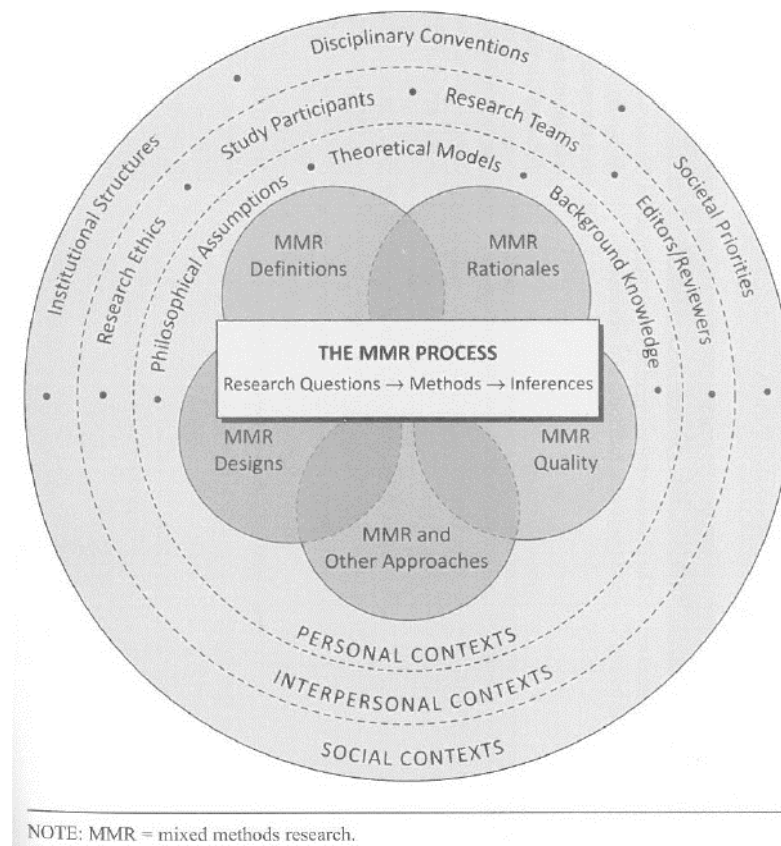 Disciplinary Conventions
Institutional Structures
Societal Priorities
Study Participants
Research Teams
Research Ethics
Editors/Reviewers
Theoretical Models
Philosophical Assumptions
Background Knowledge
MMR
Definitions
MMR
Rationales
THE MMR PROCESS
Research Questions → Methods → Inferences
MMR
Designs
MMR
Quality
MMR and
Other Approaches
PERSONAL CONTEXTS
INTERPERSONAL CONTEXTS
SOCIAL CONTEXTS
NOTE: MMR = mixed methods research.